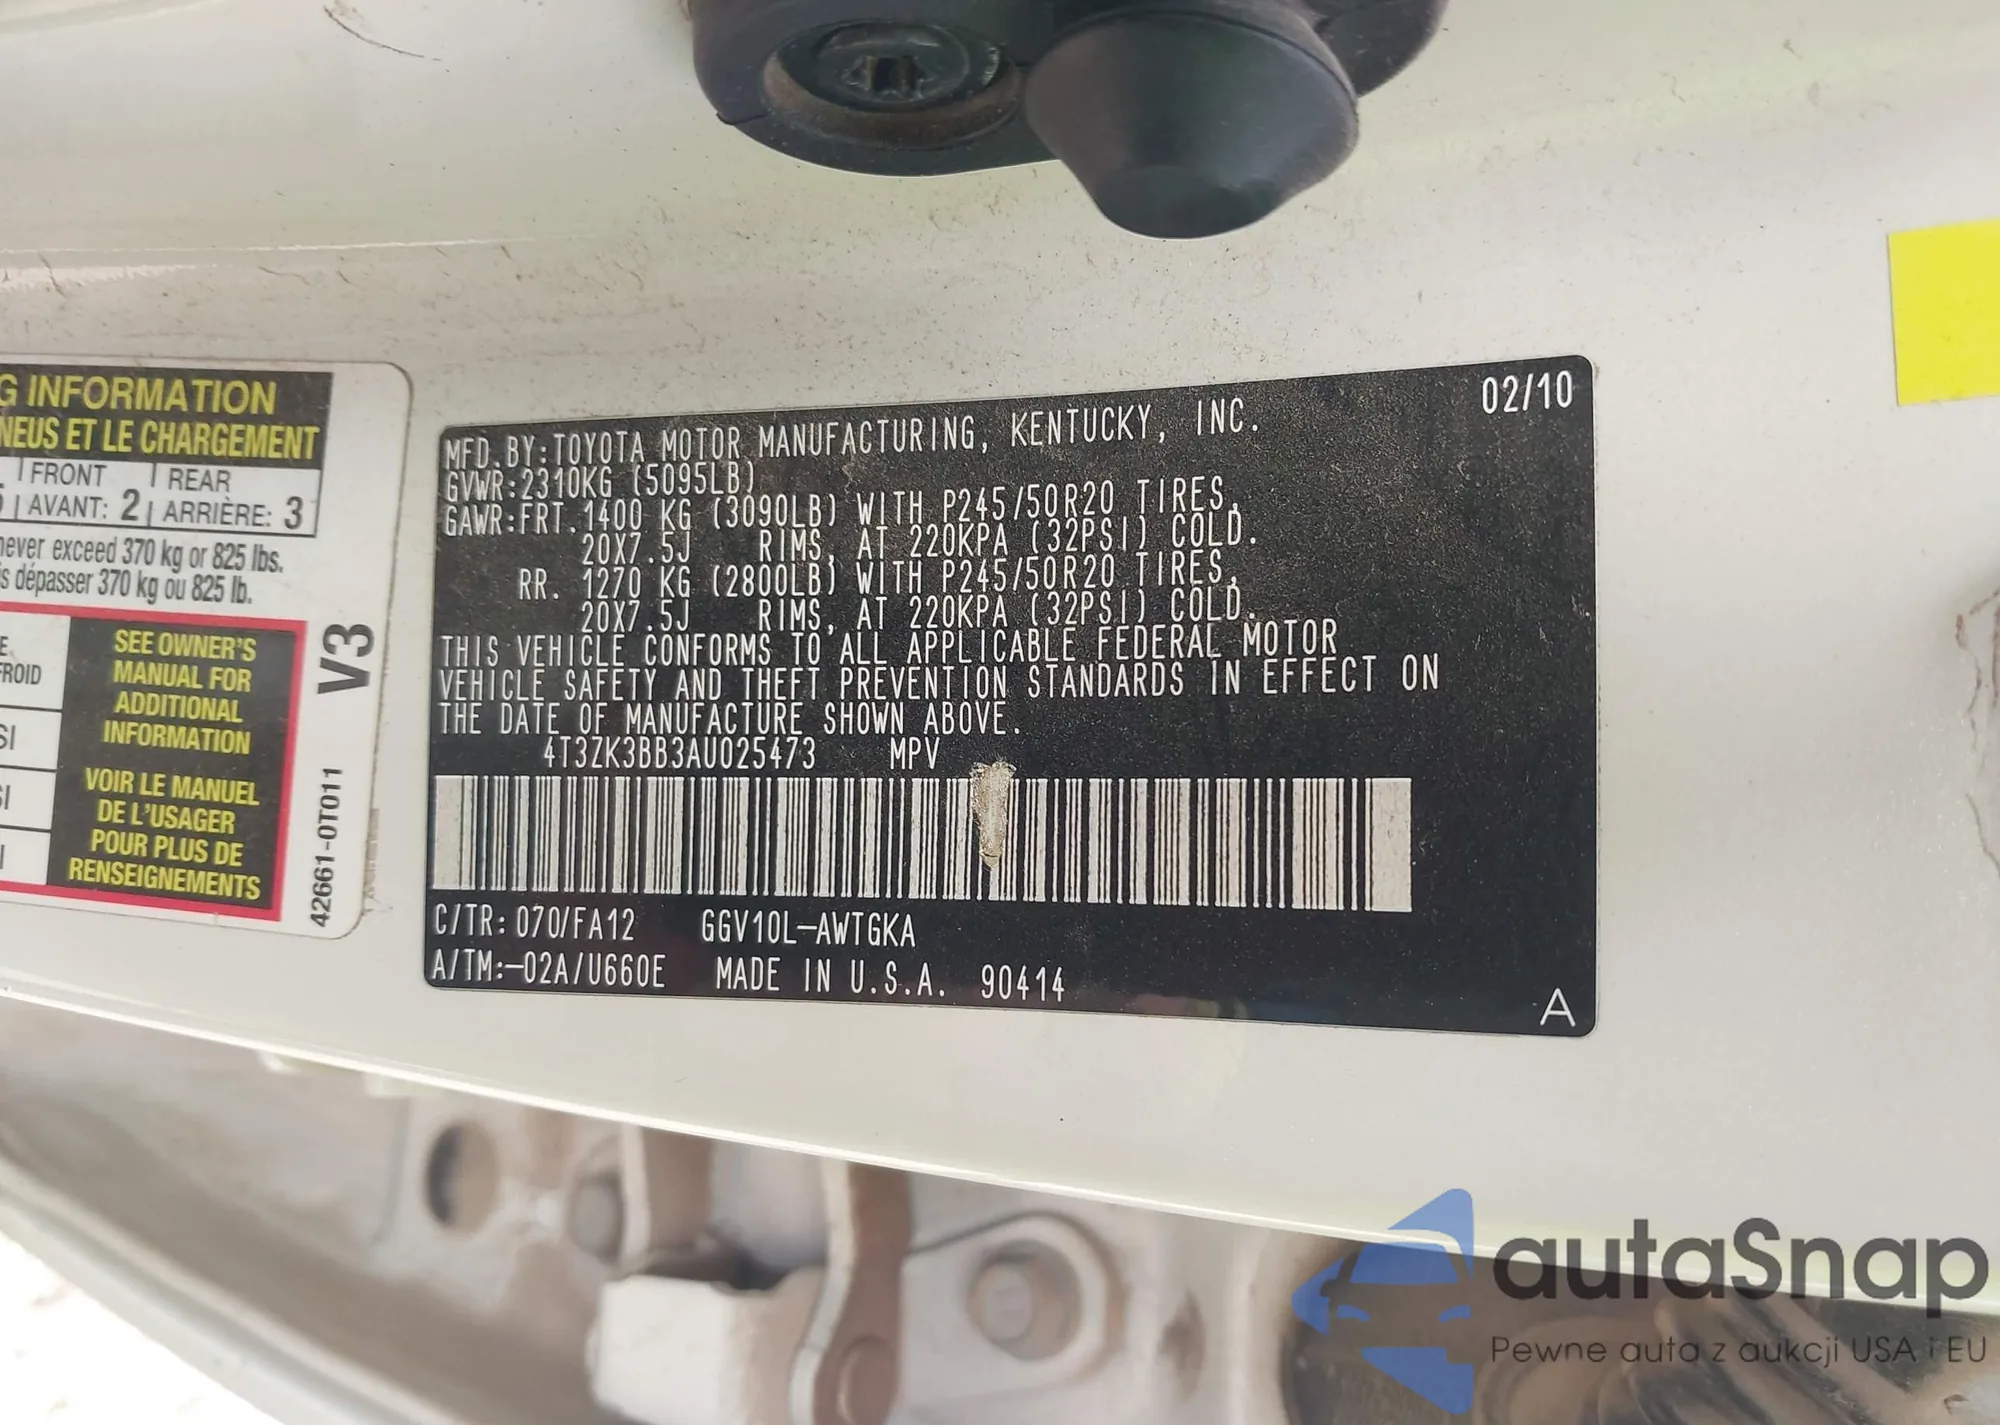 G INFORMATION
NEUS ET LE CHARGEMENT
FRONT REAR
AVANT: 2 ARRIÈRE: 3
never exceed 370 kg or 825 lbs.
is dépasser 370 kg ou 825 lb.
FROID
SI
SEE OWNER'S
MANUAL FOR
ADDITIONAL
INFORMATION
VOIR LE MANUEL
DE L'USAGER
POUR PLUS DE
RENSEIGNEMENTS
V3
42661-0T011
02/10
MFD.BY:TOYOTA MOTOR MANUFACTURING, KENTUCKY, INC.
GVWR:2310KG (5095LB)
GAWR:FRT.1400 KG (3090LB) WITH P245/50R20 TIRES,
20X7.5J RIMS, AT 220KPA (32PSI) COLD.
RR. 1270 KG (2800LB) WITH P245/50R20 TIRES,
20X7.5J RIMS, AT 220KPA (32PSI) COLD.
THIS VEHICLE CONFORMS TO ALL APPLICABLE FEDERAL MOTOR
VEHICLE SAFETY AND THEFT PREVENTION STANDARDS IN EFFECT ON
THE DATE OF MANUFACTURE SHOWN ABOVE.
4T3ZK3BB3AU025473 MPV
C/TR: 070/FA12 GGV10L-AWTGKA
A/TM:-02A/U660E MADE IN U.S.A. 90414
A
autaSnap
Pewne auta z aukcji USA i EU